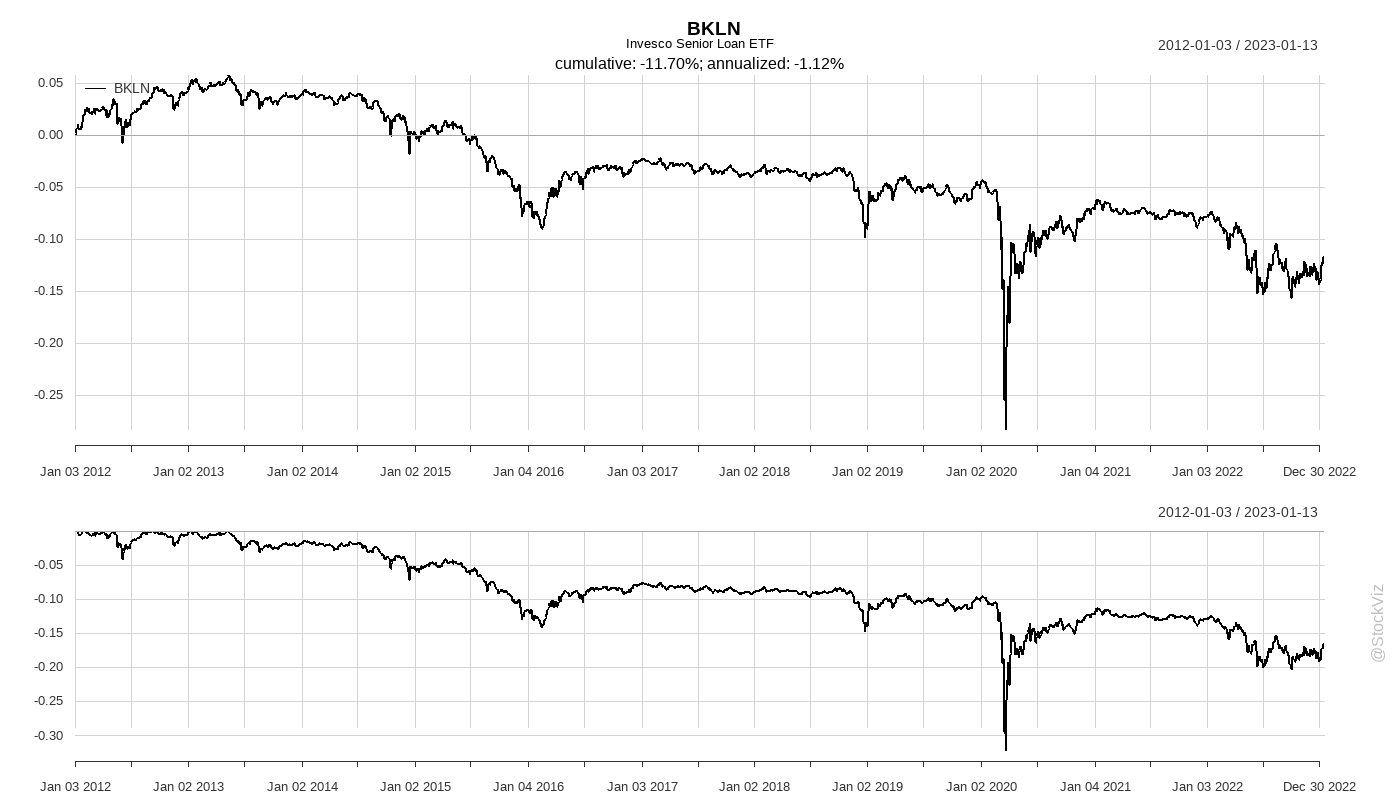 BKLN
Invesco Senior Loan ETF
2012-01-03 / 2023-01-13
cumulative: -11.70%; annualized: -1.12%
BKLN
0.05
0.00
-0.05
-0.10
-0.15
-0.20
-0.25
Jan 03 2012 Jan 02 2013 Jan 02 2014 Jan 02 2015 Jan 04 2016 Jan 03 2017 Jan 02 2018 Jan 02 2019 Jan 02 2020 Jan 04 2021 Jan 03 2022 Dec 30 2022
2012-01-03 / 2023-01-13
-0.05
-0.10
-0.15
-0.20
-0.25
-0.30
Jan 03 2012 Jan 02 2013 Jan 02 2014 Jan 02 2015 Jan 04 2016 Jan 03 2017 Jan 02 2018 Jan 02 2019 Jan 02 2020 Jan 04 2021 Jan 03 2022 Dec 30 2022
@StockViz